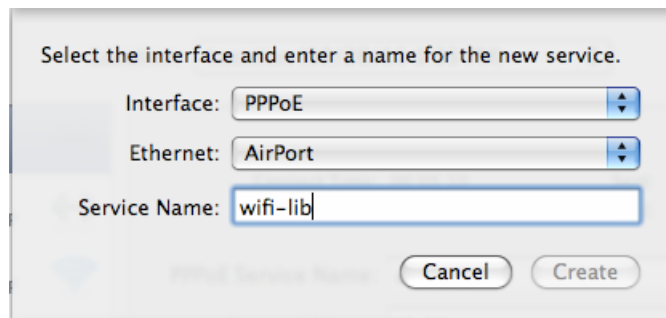 Select the interface and enter a name for the new service.
Interface: PPPoE
Ethernet: AirPort
Service Name: wifi-lib
Cancel Create